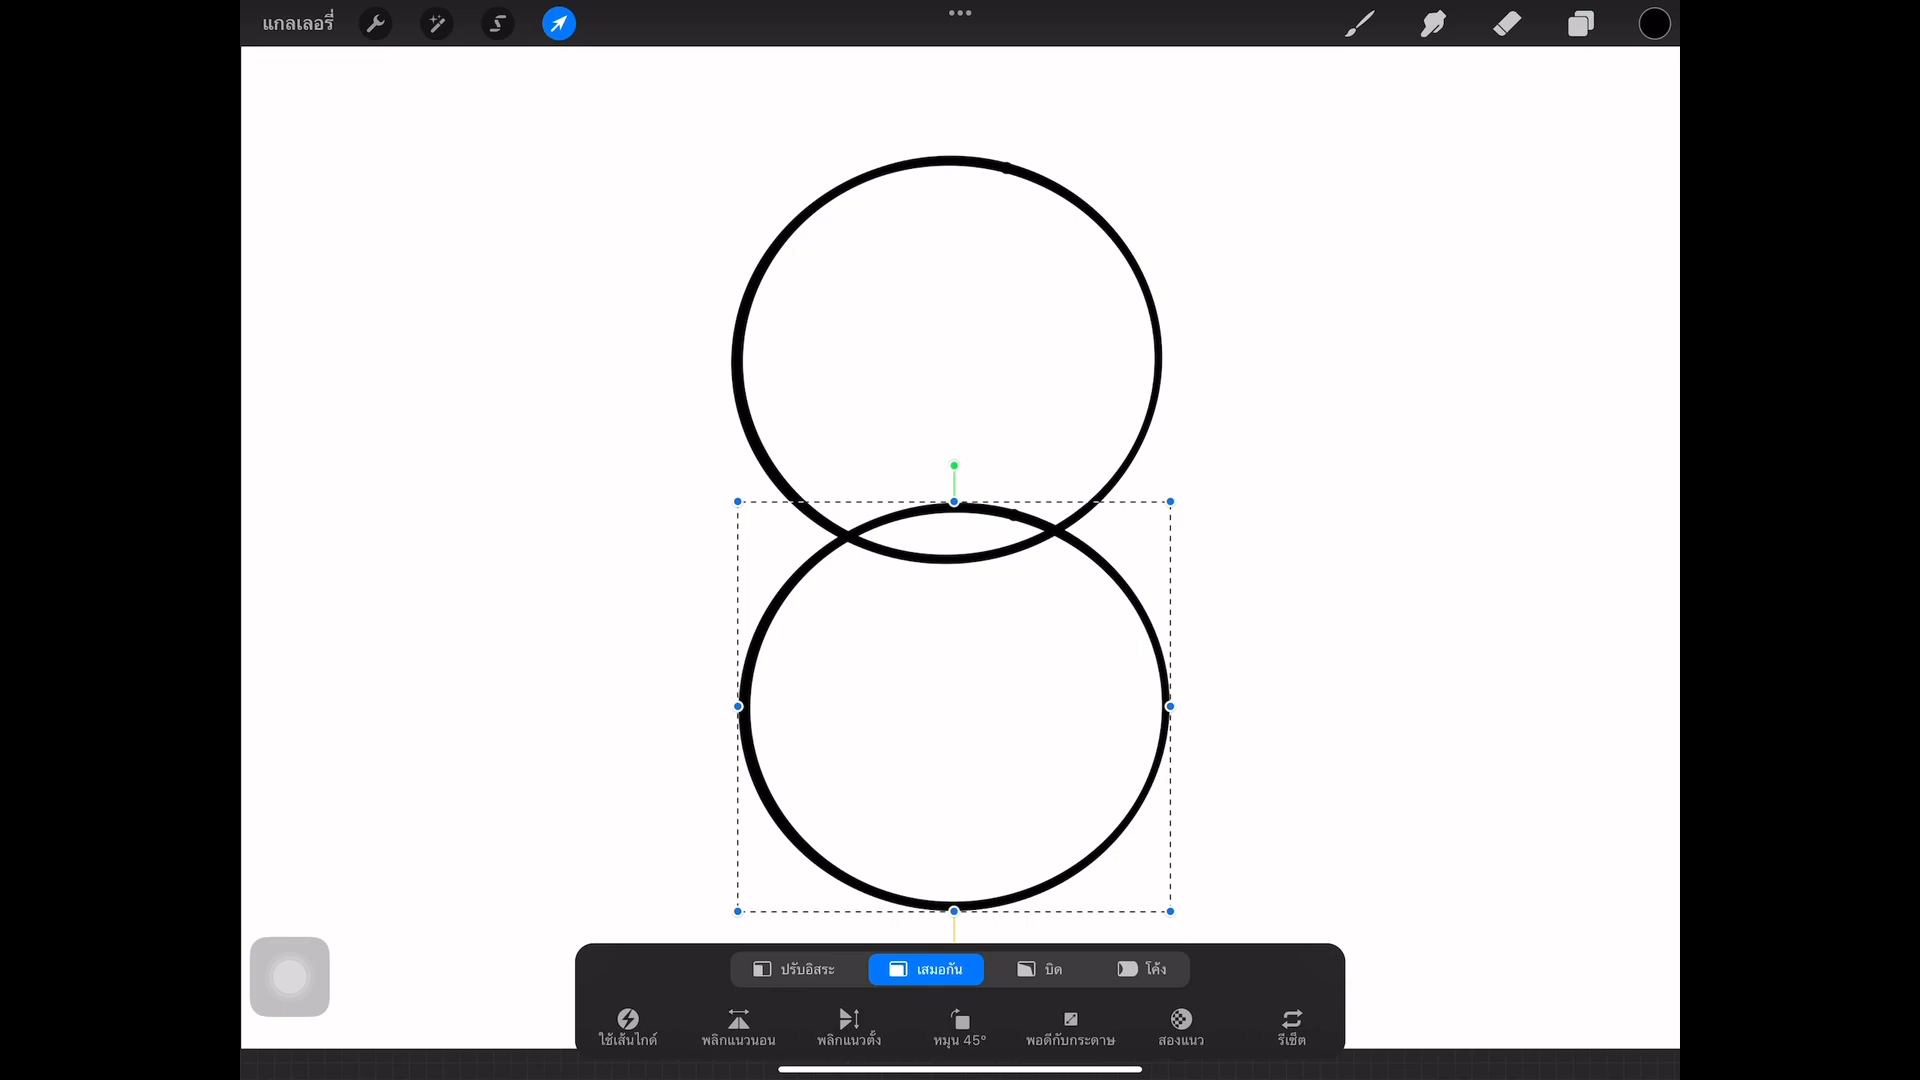 แกลเลอรี่
ปรับอิสระ
เสมอกัน
บิด
โค้ง
ใช้เส้นไกด์
พลิกแนวนอน
พลิกแนวตั้ง
หมุน 45°
พอดีกับกระดาษ
สองแนว
รีเซ็ต